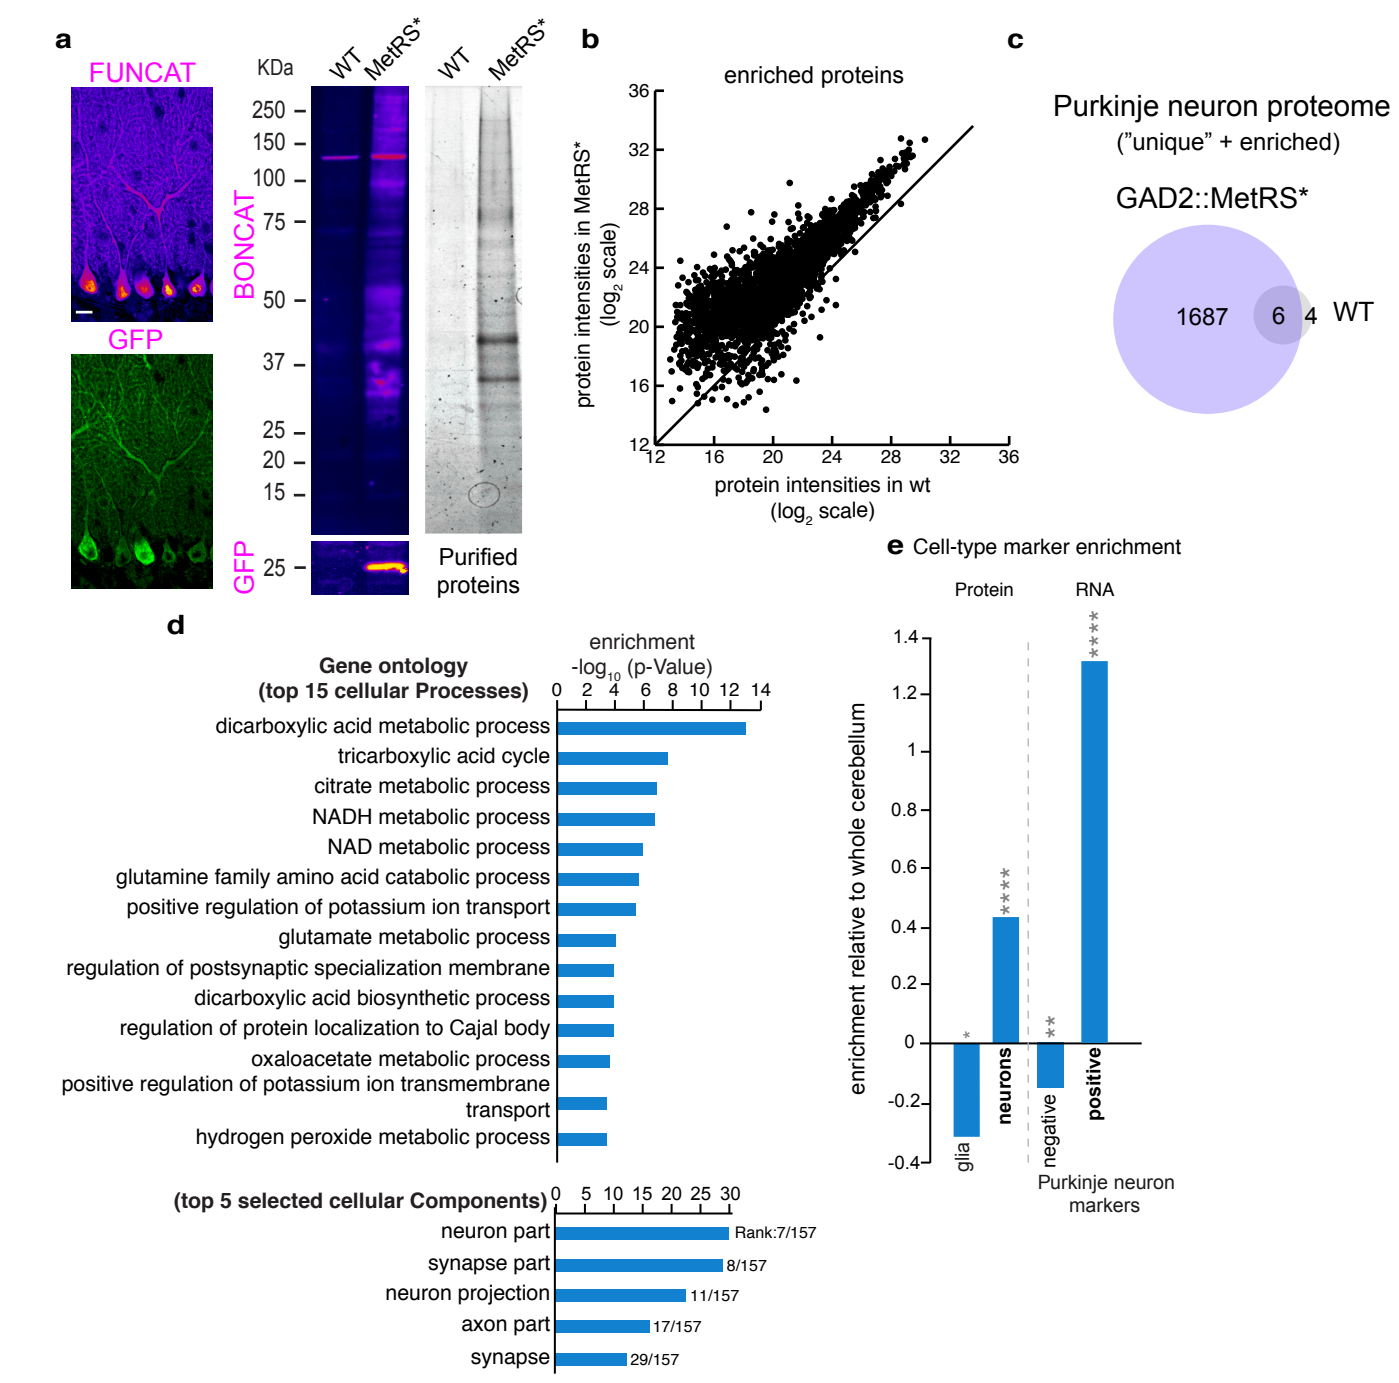 a
FUNCAT
GFP
KDa
WT
MetRS*
WT
MetRS*
BONCAT
250
150
100
75
50
37
25
20
15
GFP
25
Purified
proteins
b
enriched proteins
protein intensities in MetRS*
(log2 scale)
36
32
28
24
20
16
12
12 16 20 24 28 32 36
protein intensities in wt
(log2 scale)
c
Purkinje neuron proteome
("unique" + enriched)
GAD2::MetRS*
1687 6 4 WT
d
enrichment
-log10 (p-Value)
Gene ontology
(top 15 cellular Processes)
0 2 4 6 8 10 12 14
dicarboxylic acid metabolic process
tricarboxylic acid cycle
citrate metabolic process
NADH metabolic process
NAD metabolic process
glutamine family amino acid catabolic process
positive regulation of potassium ion transport
glutamate metabolic process
regulation of postsynaptic specialization membrane
dicarboxylic acid biosynthetic process
regulation of protein localization to Cajal body
oxaloacetate metabolic process
positive regulation of potassium ion transmembrane
transport
hydrogen peroxide metabolic process
(top 5 selected cellular Components)
0 5 10 15 20 25 30
neuron part Rank:7/157
synapse part 8/157
neuron projection 11/157
axon part 17/157
synapse 29/157
e Cell-type marker enrichment
Protein RNA
enrichment relative to whole cerebellum
1.4
1.2
1
0.8
0.6
0.4
0.2
0
-0.2
-0.4
*
****
**
****
glia
neurons
negative
positive
Purkinje neuron
markers